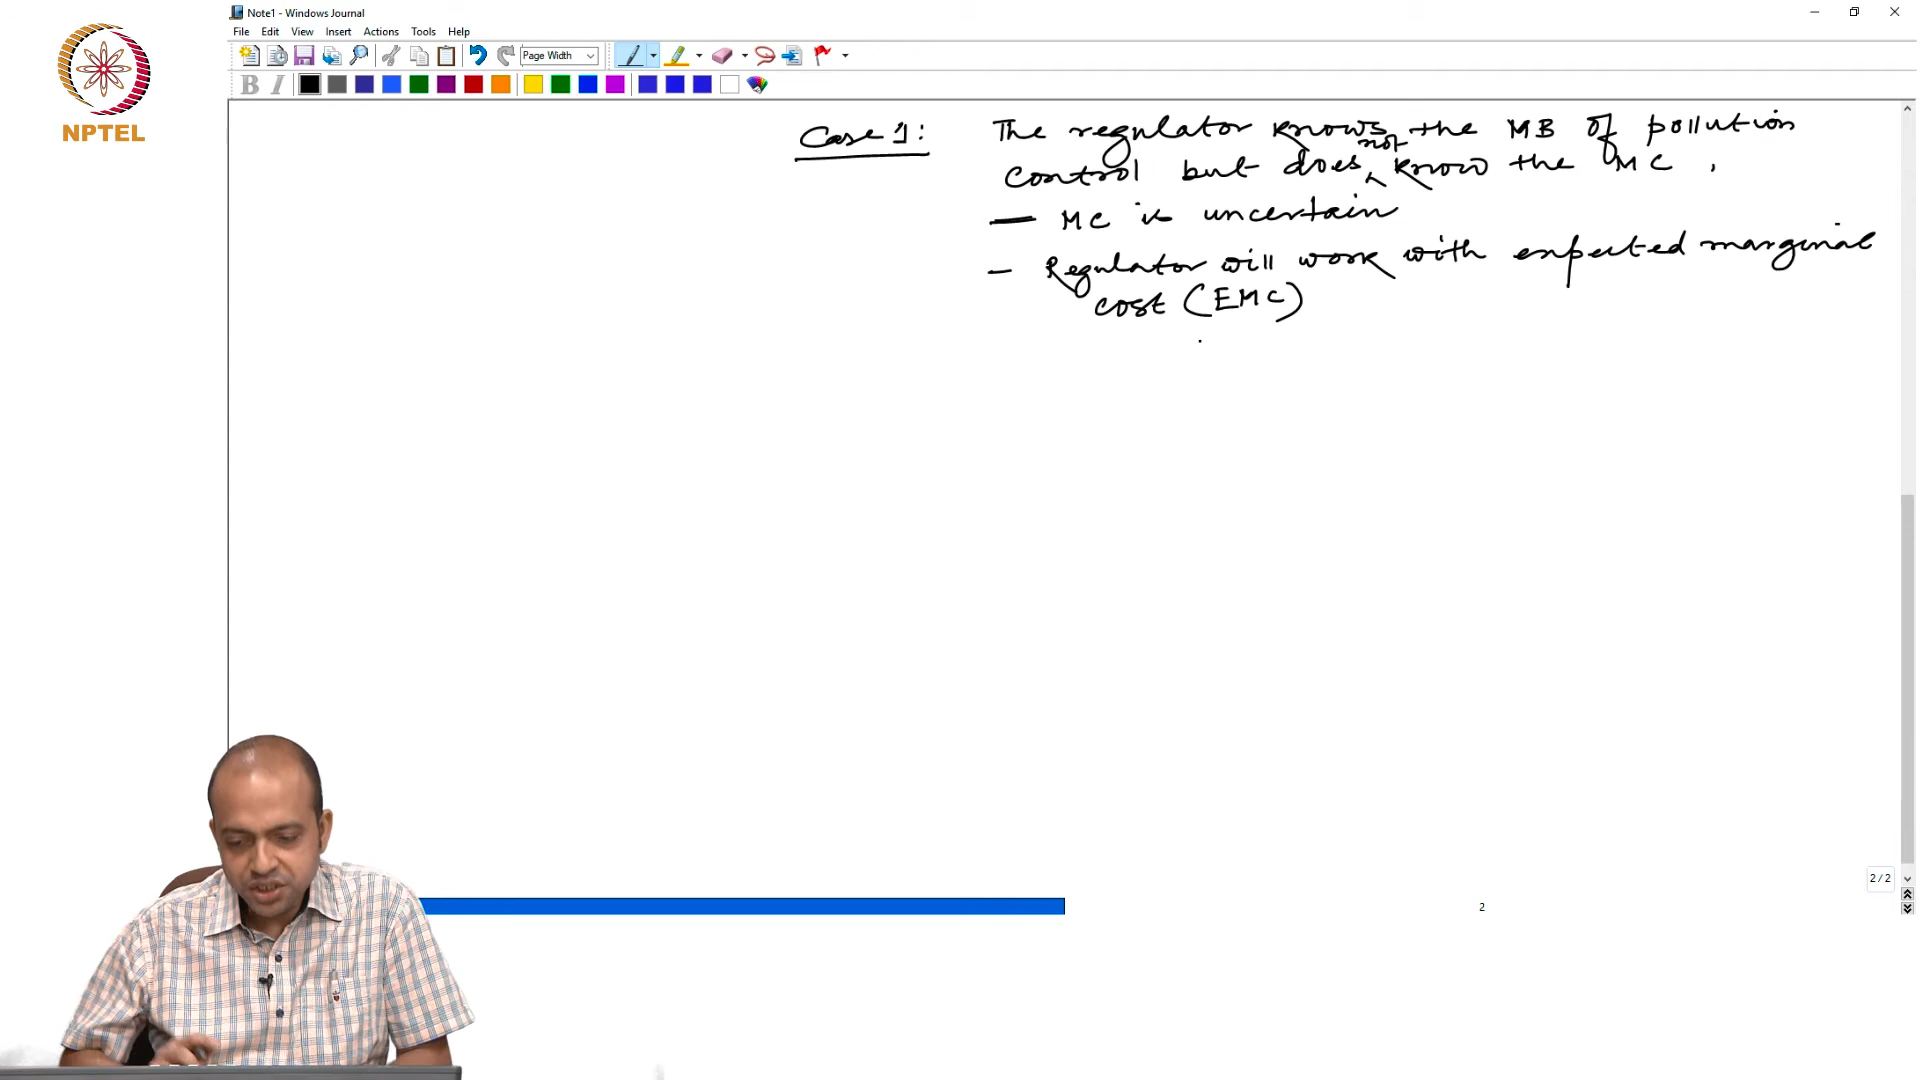 Note1 - Windows Journal
File Edit View Insert Actions Tools Help
Page Width
B I
NPTEL
Case 1: The regulator knows the MB of pollution
control but does not know the MC.
— MC is uncertain
- Regulator will work with expected marginal
cost (EMC)
2 / 2
2